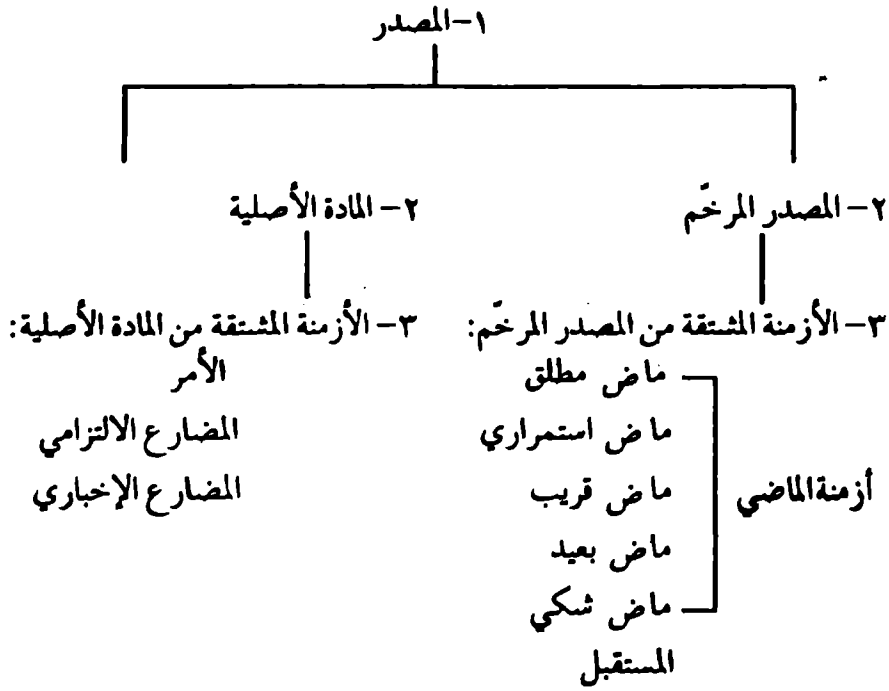 ١- المصدر
٢- المصدر المرخّم
٢- المادة الأصلية
٣- الأزمنة المشتقة من المصدر المرخّم:
ماض مطلق
ماض استمراري
ماض قريب
ماض بعيد
ماض شكي
أزمنة الماضي
المستقبل
٣- الأزمنة المشتقة من المادة الأصلية:
الأمر
المضارع الالتزامي
المضارع الإخباري